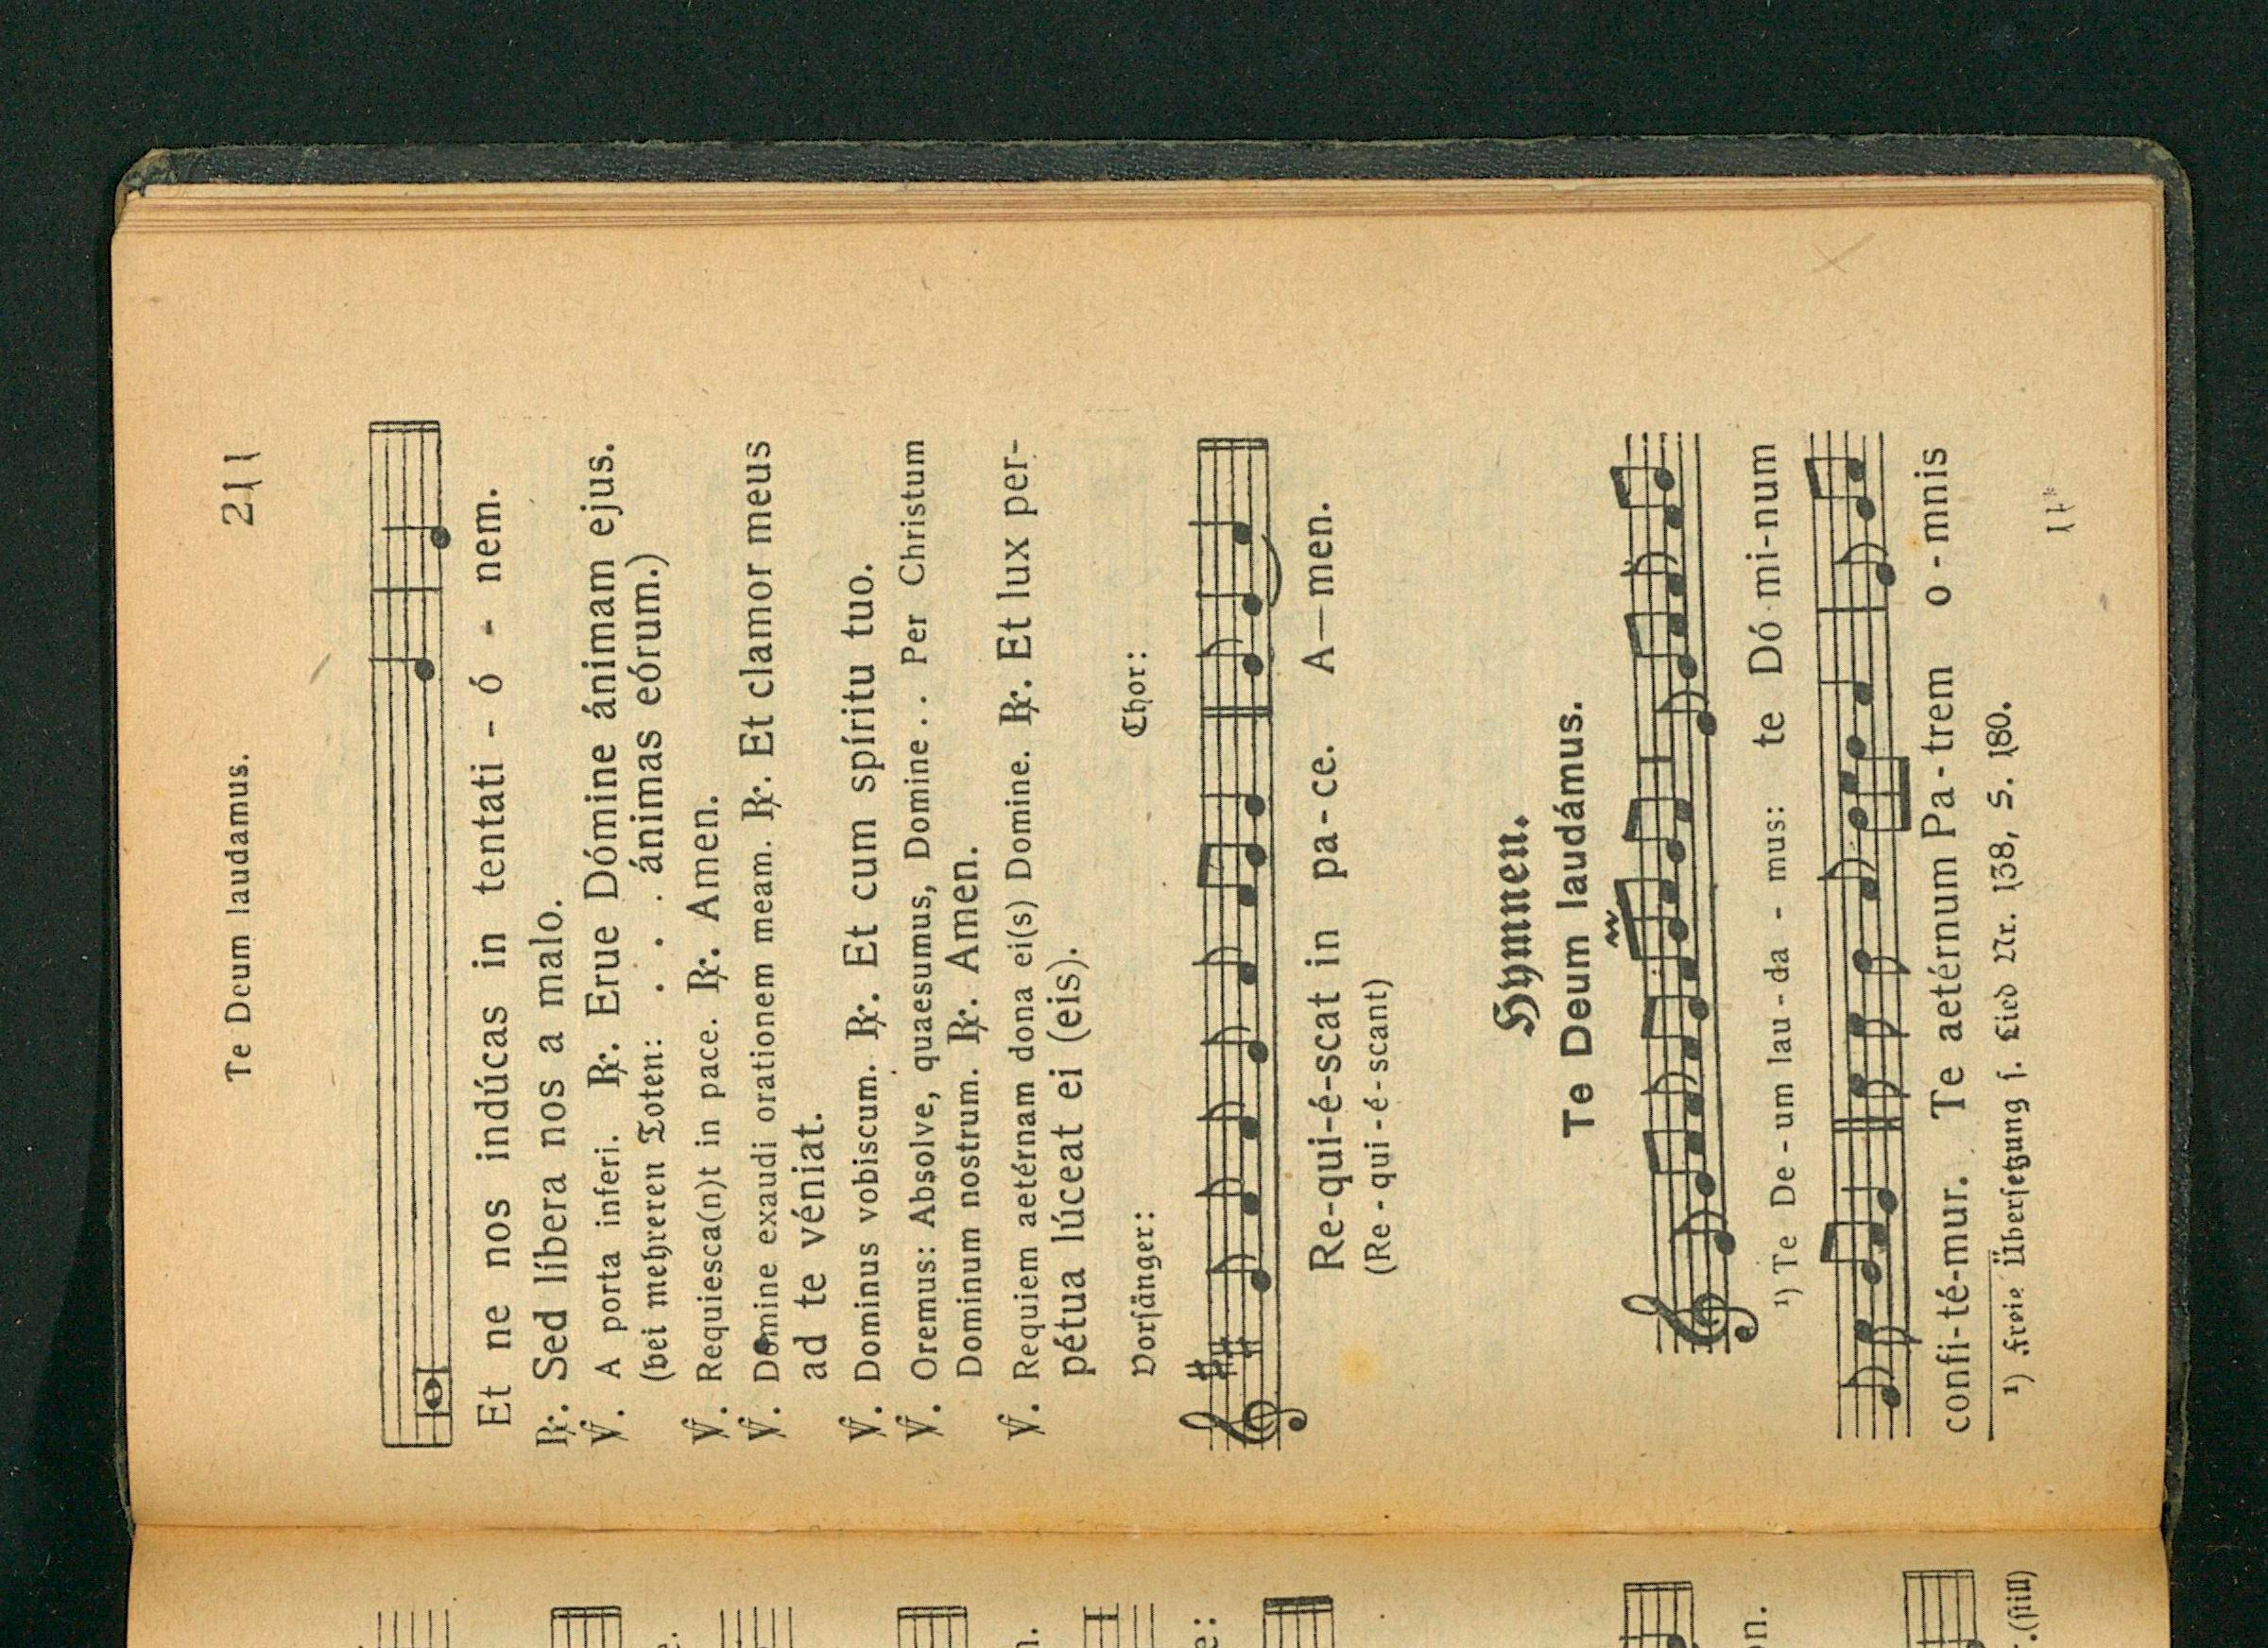 Te Deum laudamus. 211
Et ne nos indúcas in tentati - ó - nem.
℟. Sed líbera nos a malo.
℣. A porta inferi. ℟. Erue Dómine ánimam ejus.
(bei mehreren Toten: . . . ánimas eórum.)
℣. Requiesca(n)t in pace. ℟. Amen.
℣. Domine exaudi orationem meam. ℟. Et clamor meus
ad te véniat.
℣. Dominus vobiscum. ℟. Et cum spíritu tuo.
℣. Oremus: Absolve, quaesumus, Domine . . Per Christum
Dominum nostrum. ℟. Amen.
℣. Requiem aetérnam dona ei(s) Domine. ℟. Et lux per-
pétua lúceat ei (eis).
Vorsänger: Chor:
Re-qui-é-scat in pa-ce. A—men.
(Re-qui-é-scant)
Hymnen.
Te Deum laudámus.
¹) Te De-um lau-da-mus: te Dó-mi-num
confi-té-mur. Te aetérnum Pa-trem o-mnis
¹) Freie Übersetzung s. Lied Nr. 138, S. 180.
11*
(still)